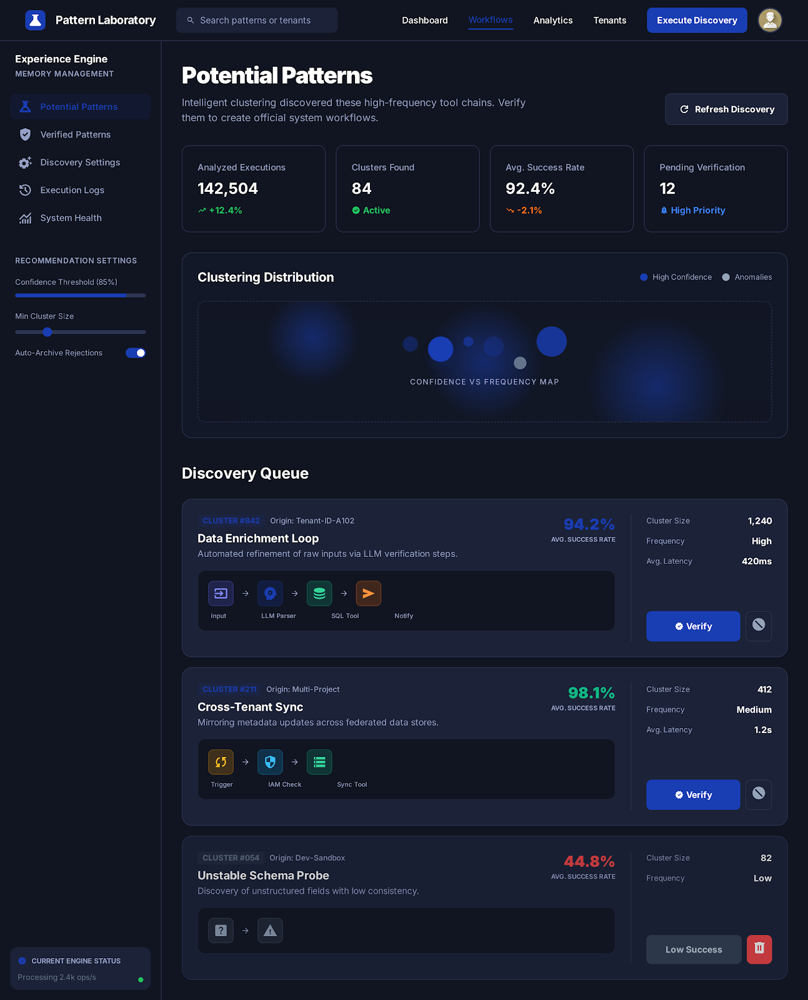 Pattern Laboratory
Search patterns or tenants
Dashboard
Workflows
Analytics
Tenants
Execute Discovery
Experience Engine
MEMORY MANAGEMENT
Potential Patterns
Verified Patterns
Discovery Settings
Execution Logs
System Health
RECOMMENDATION SETTINGS
Confidence Threshold (85%)
Min Cluster Size
Auto-Archive Rejections
CURRENT ENGINE STATUS
Processing 2.4k ops/s
Potential Patterns
Intelligent clustering discovered these high-frequency tool chains. Verify
them to create official system workflows.
Refresh Discovery
Analyzed Executions
142,504
+12.4%
Clusters Found
84
Active
Avg. Success Rate
92.4%
-2.1%
Pending Verification
12
High Priority
Clustering Distribution
High Confidence
Anomalies
CONFIDENCE VS FREQUENCY MAP
Discovery Queue
CLUSTER #842
Origin: Tenant-ID-A102
Data Enrichment Loop
Automated refinement of raw inputs via LLM verification steps.
94.2%
AVG. SUCCESS RATE
Input
LLM Parser
SQL Tool
Notify
Cluster Size 1,240
Frequency High
Avg. Latency 420ms
Verify
CLUSTER #211
Origin: Multi-Project
Cross-Tenant Sync
Mirroring metadata updates across federated data stores.
98.1%
AVG. SUCCESS RATE
Trigger
IAM Check
Sync Tool
Cluster Size 412
Frequency Medium
Avg. Latency 1.2s
Verify
CLUSTER #054
Origin: Dev-Sandbox
Unstable Schema Probe
Discovery of unstructured fields with low consistency.
44.8%
AVG. SUCCESS RATE
Cluster Size 82
Frequency Low
Low Success